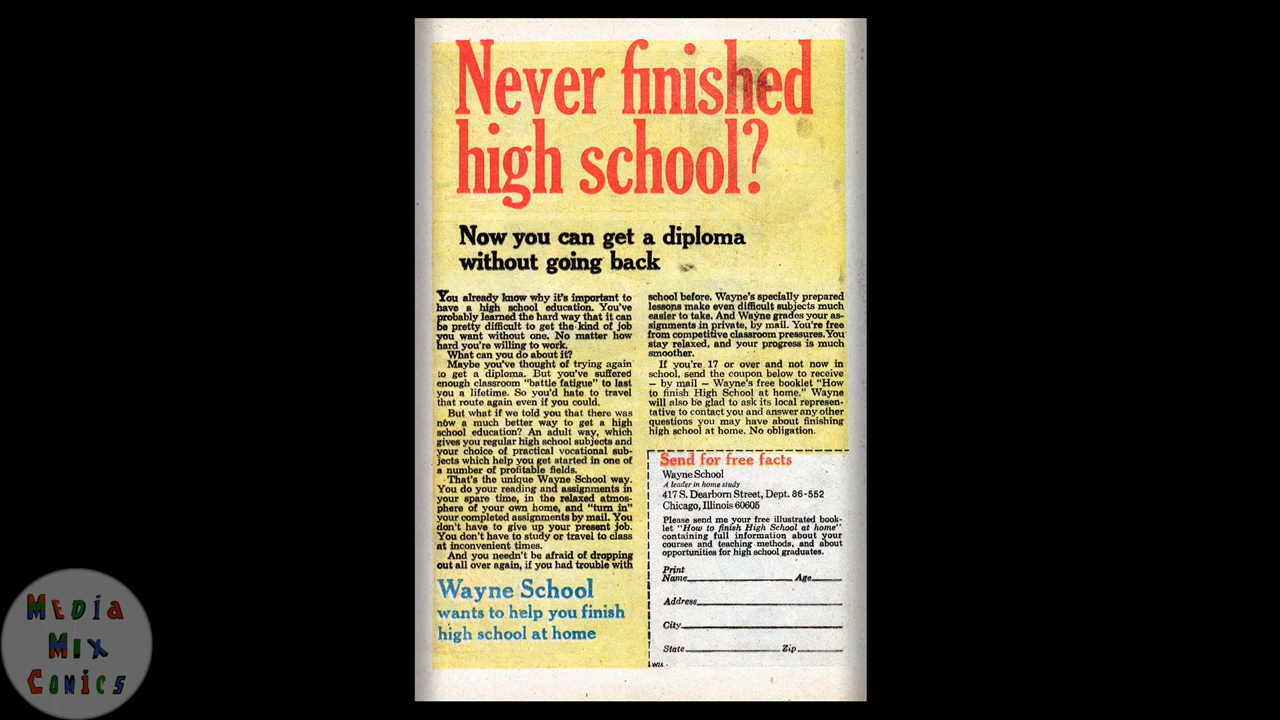 Never finished
high school?
Now you can get a diploma
without going back
You already know why it's important to
have a high school education. You've
probably learned the hard way that it can
be pretty difficult to get the kind of job
you want without one. No matter how
hard you're willing to work.
What can you do about it?
Maybe you've thought of trying again
to get a diploma. But you've suffered
enough classroom "battle fatigue" to last
you a lifetime. So you'd hate to travel
that route again even if you could.
But what if we told you that there was
now a much better way to get a high
school education? An adult way, which
gives you regular high school subjects and
your choice of practical vocational sub-
jects which help you get started in one of
a number of profitable fields.
That's the unique Wayne School way.
You do your reading and assignments in
your spare time, in the relaxed atmos-
phere of your own home, and "turn in"
your completed assignments by mail. You
don't have to give up your present job.
You don't have to study or travel to class
at inconvenient times.
And you needn't be afraid of dropping
out all over again, if you had trouble with
school before. Wayne's specially prepared
lessons make even difficult subjects much
easier to take. And Wayne grades your as-
signments in private, by mail. You're free
from competitive classroom pressures. You
stay relaxed, and your progress is much
smoother.
If you're 17 or over and not now in
school, send the coupon below to receive
— by mail — Wayne's free booklet "How
to finish High School at home." Wayne
will also be glad to ask its local represen-
tative to contact you and answer any other
questions you may have about finishing
high school at home. No obligation.
Wayne School
wants to help you finish
high school at home
Send for free facts
Wayne School
A leader in home study
417 S. Dearborn Street, Dept. 86-552
Chicago, Illinois 60605
Please send me your free illustrated book-
let "How to finish High School at home"
containing full information about your
courses and teaching methods, and about
opportunities for high school graduates.
Print
Name Age
Address
City
State Zip
MEDiA
MiX
COMiCS